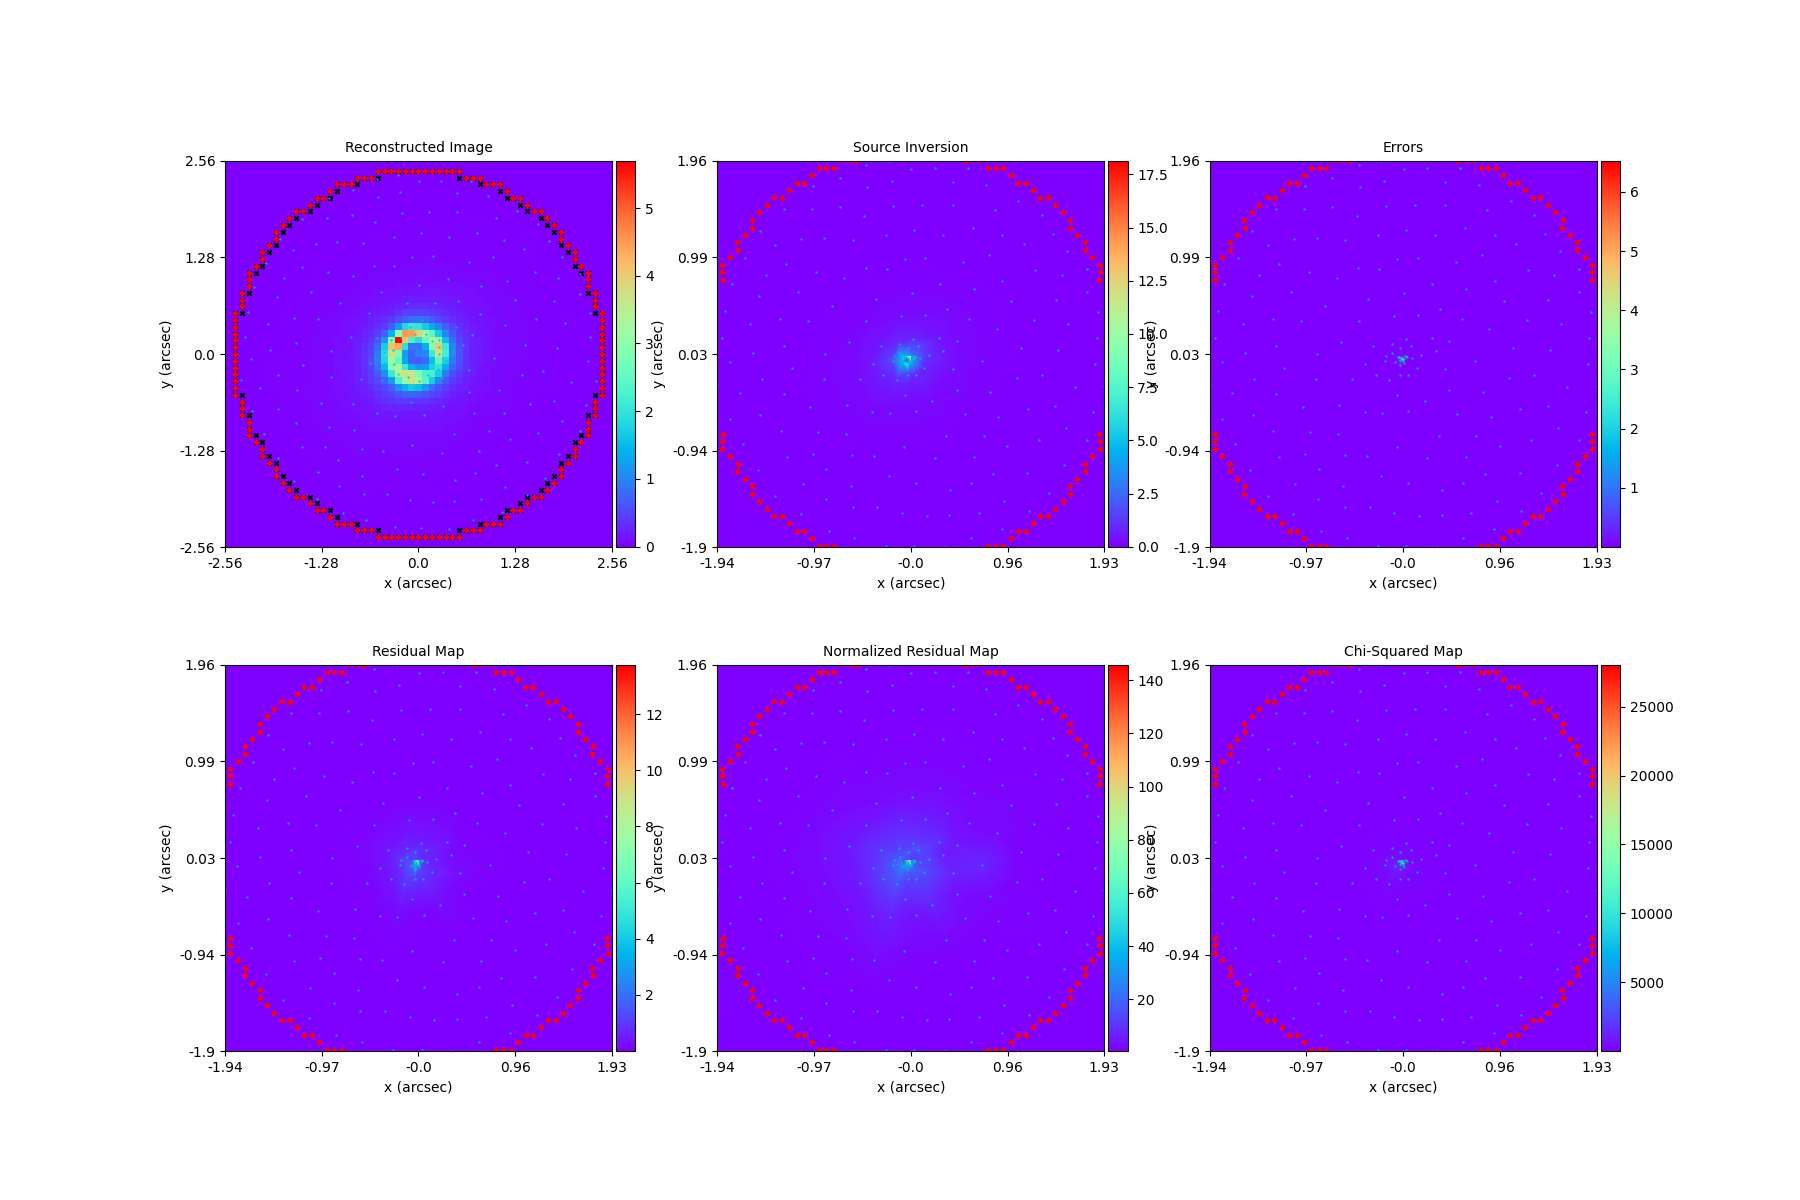 Reconstructed Image
2.56
1.28
0.0
-1.28
-2.56
y (arcsec)
-2.56 -1.28 0.0 1.28 2.56
x (arcsec)
5
4
3
2
1
0
Source Inversion
1.96
0.99
0.03
-0.94
-1.9
y (arcsec)
-1.94 -0.97 -0.0 0.96 1.93
x (arcsec)
17.5
15.0
12.5
10.0
7.5
5.0
2.5
0.0
Errors
1.96
0.99
0.03
-0.94
-1.9
y (arcsec)
-1.94 -0.97 -0.0 0.96 1.93
x (arcsec)
6
5
4
3
2
1
Residual Map
1.96
0.99
0.03
-0.94
-1.9
y (arcsec)
-1.94 -0.97 -0.0 0.96 1.93
x (arcsec)
12
10
8
6
4
2
Normalized Residual Map
1.96
0.99
0.03
-0.94
-1.9
y (arcsec)
-1.94 -0.97 -0.0 0.96 1.93
x (arcsec)
140
120
100
80
60
40
20
Chi-Squared Map
1.96
0.99
0.03
-0.94
-1.9
y (arcsec)
-1.94 -0.97 -0.0 0.96 1.93
x (arcsec)
25000
20000
15000
10000
5000